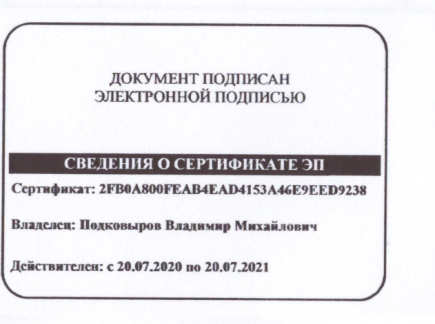 ДОКУМЕНТ ПОДПИСАН
ЭЛЕКТРОННОЙ ПОДПИСЬЮ
СВЕДЕНИЯ О СЕРТИФИКАТЕ ЭП
Сертификат: 2FB0A800FEAB4EAD4153A46E9EED9238
Владелец: Подковыров Владимир Михайлович
Действителен: с 20.07.2020 по 20.07.2021